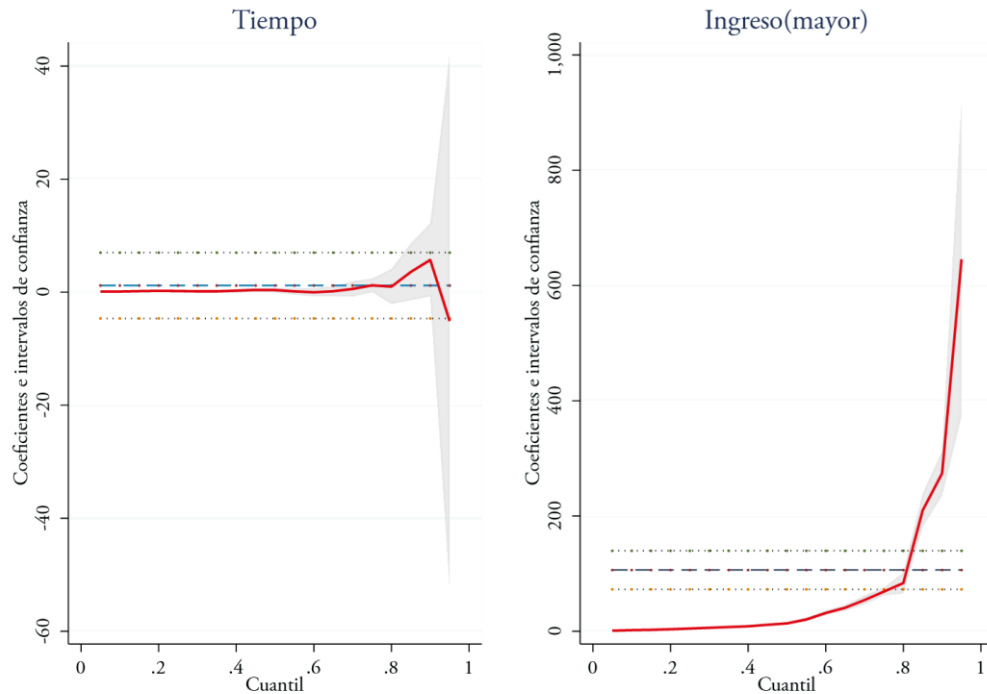 Tiempo
Coeficientes e intervalos de confianza
40
20
0
-20
-40
-60
0 .2 .4 .6 .8 1
Cuantil
Ingreso(mayor)
Coeficientes e intervalos de confianza
1,000
800
600
400
200
0
0 .2 .4 .6 .8 1
Cuantil